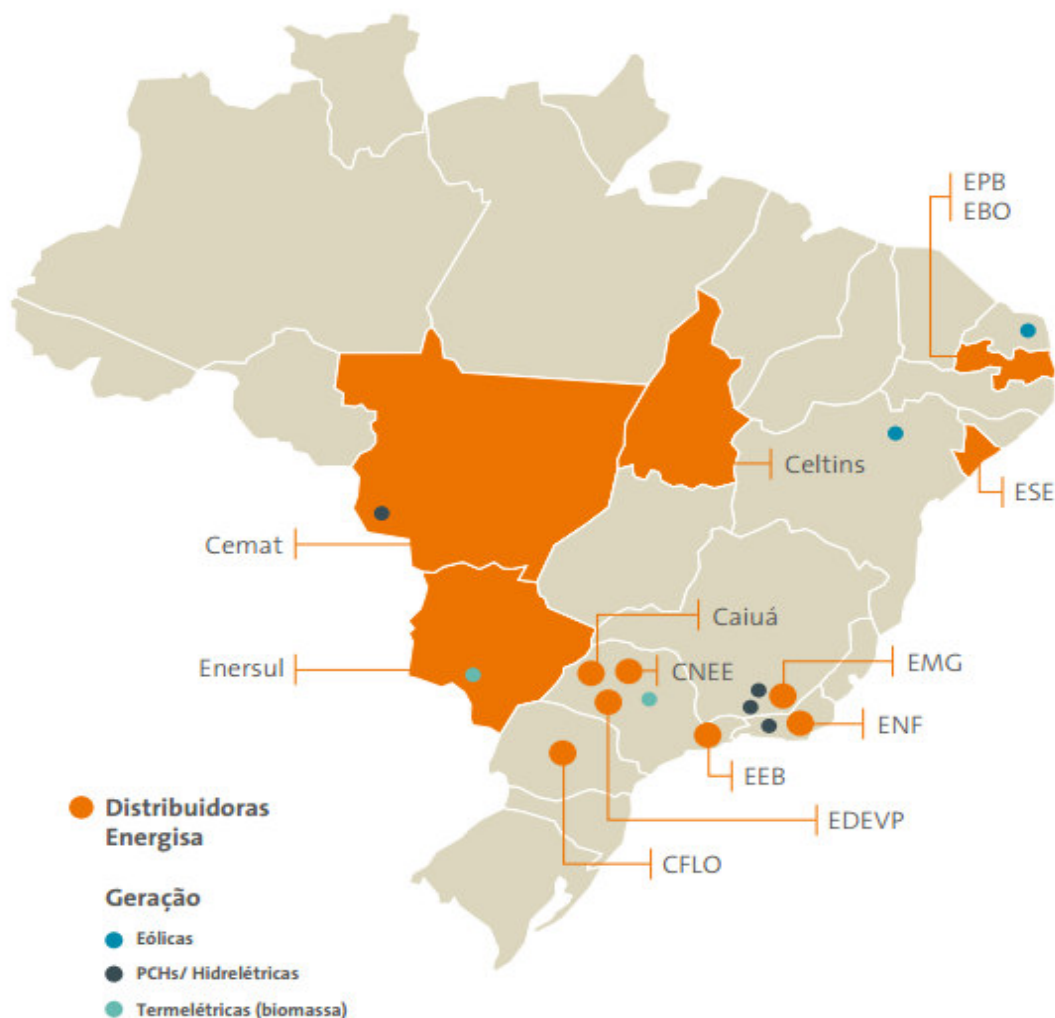 EPB
EBO
Celtins
ESE
Cemat
Caiuá
Enersul
CNEE
EMG
ENF
EEB
EDEVP
CFLO
Distribuidoras
Energisa
Geração
Eólicas
PCHs/ Hidrelétricas
Termelétricas (biomassa)